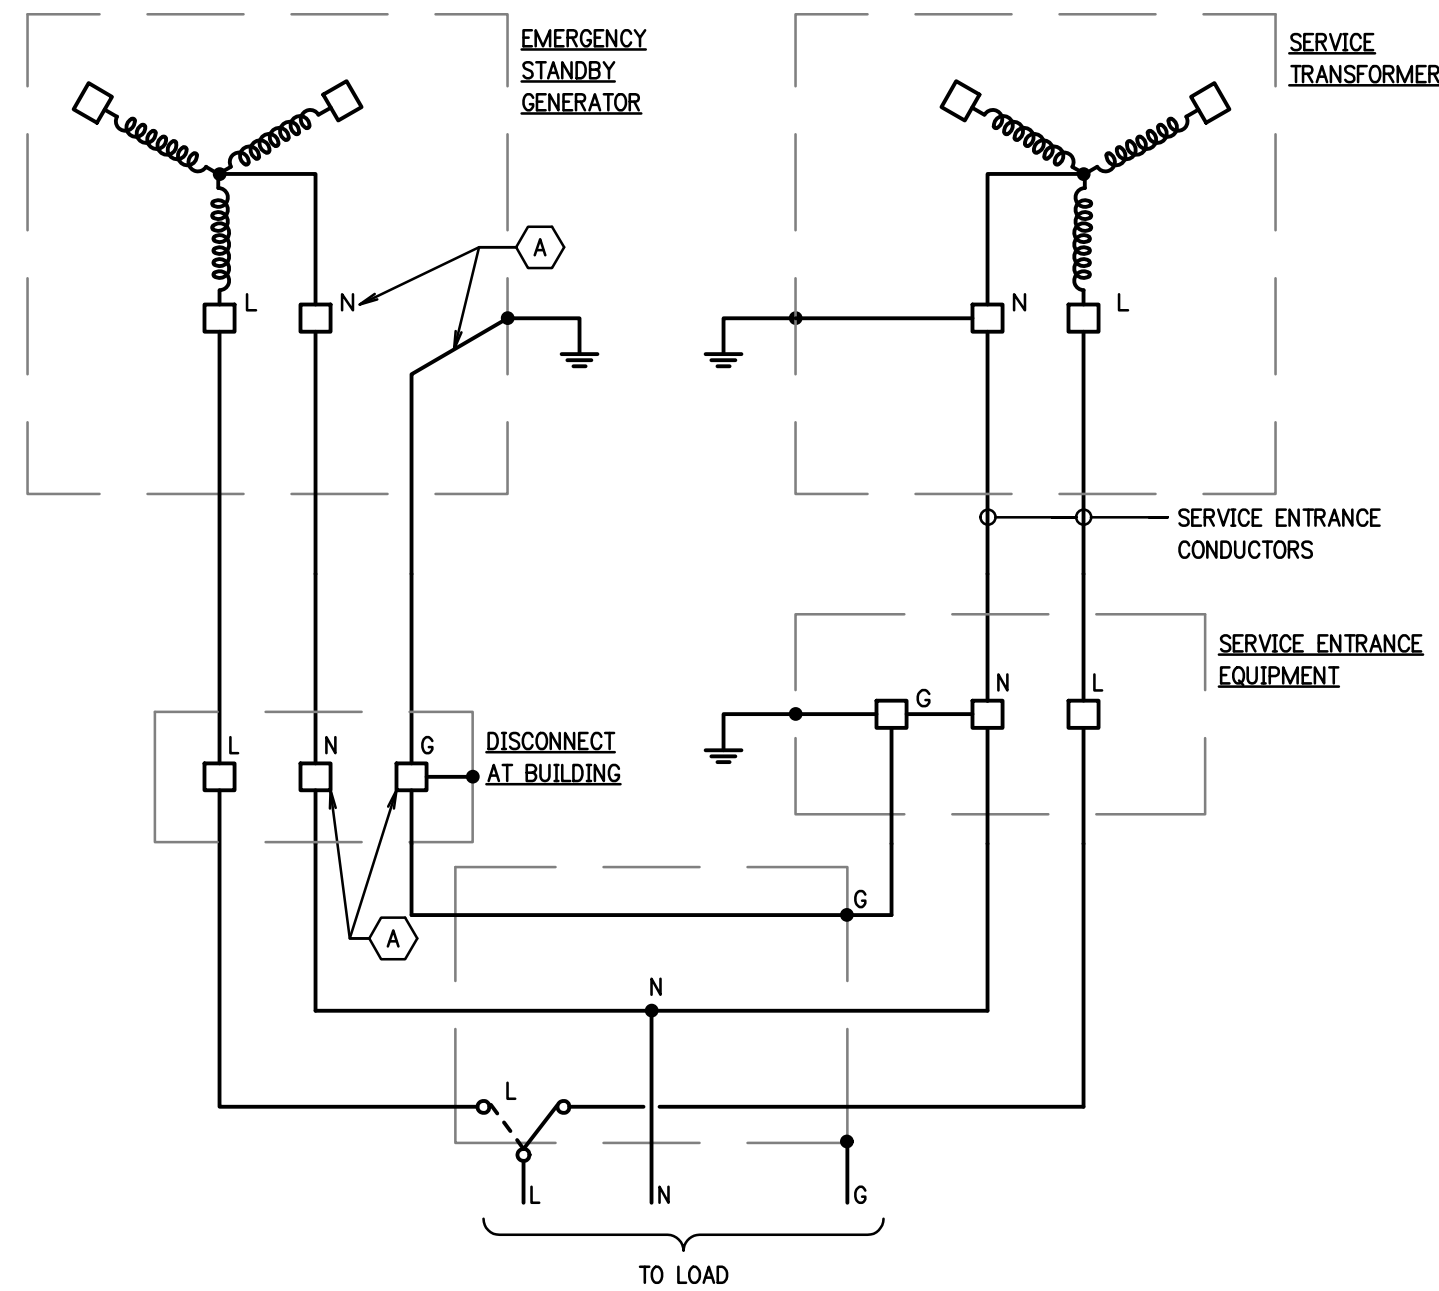 EMERGENCY
STANDBY
GENERATOR
SERVICE
TRANSFORMER
A
L
N
N
L
SERVICE ENTRANCE
CONDUCTORS
SERVICE ENTRANCE
EQUIPMENT
G
N
L
L
N
G
DISCONNECT
AT BUILDING
A
G
N
L
L
N
G
TO LOAD